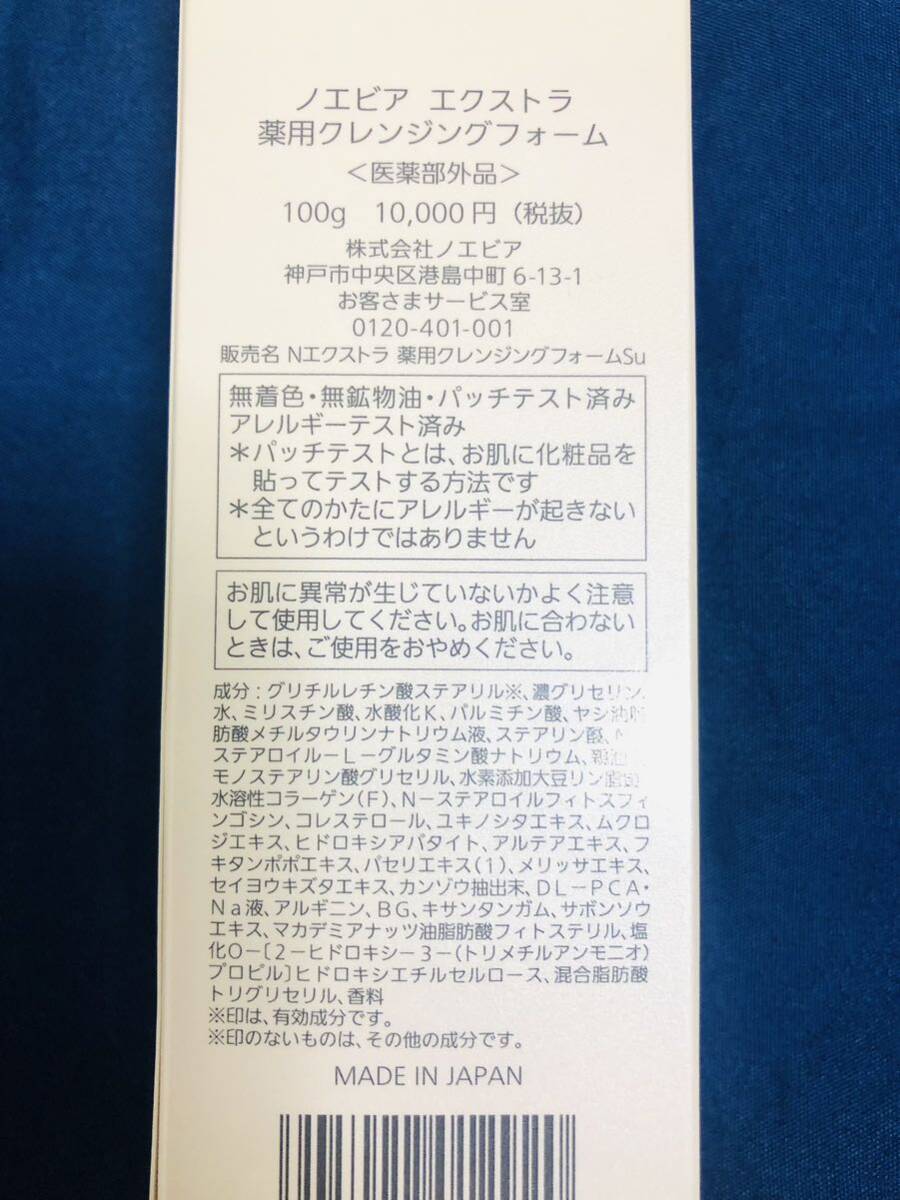 ノエビア エクストラ
薬用クレンジングフォーム
＜医薬部外品＞
100g 10,000円（税抜）
株式会社ノエビア
神戸市中央区港島中町 6-13-1
お客さまサービス室
0120-401-001
販売名 Nエクストラ 薬用クレンジングフォームSu
無着色・無鉱物油・パッチテスト済み
アレルギーテスト済み
＊パッチテストとは、お肌に化粧品を
貼ってテストする方法です
＊全てのかたにアレルギーが起きない
というわけではありません
お肌に異常が生じていないかよく注意
して使用してください。お肌に合わない
ときは、ご使用をおやめください。
成分：グリチルレチン酸ステアリル※、濃グリセリン、
水、ミリスチン酸、水酸化K、パルミチン酸、ヤシ油脂
肪酸メチルタウリンナトリウム液、ステアリン酸、
ステアロイルーLーグルタミン酸ナトリウム、
モノステアリン酸グリセリル、水素添加大豆リン脂質、
水溶性コラーゲン（F）、Nーステアロイルフィトスフィ
ンゴシン、コレステロール、ユキノシタエキス、ムクロ
ジエキス、ヒドロキシアパタイト、アルテアエキス、フ
キタンポポエキス、パセリエキス（1）、メリッサエキス、
セイヨウキズタエキス、カンゾウ抽出末、DLーPCA・
Na液、アルギニン、BG、キサンタンガム、サボンソウ
エキス、マカデミアナッツ油脂肪酸フィトステリル、塩
化Oー［2ーヒドロキシー3ー（トリメチルアンモニオ）
プロピル］ヒドロキシエチルセルロース、混合脂肪酸
トリグリセリル、香料
※印は、有効成分です。
※印のないものは、その他の成分です。
MADE IN JAPAN